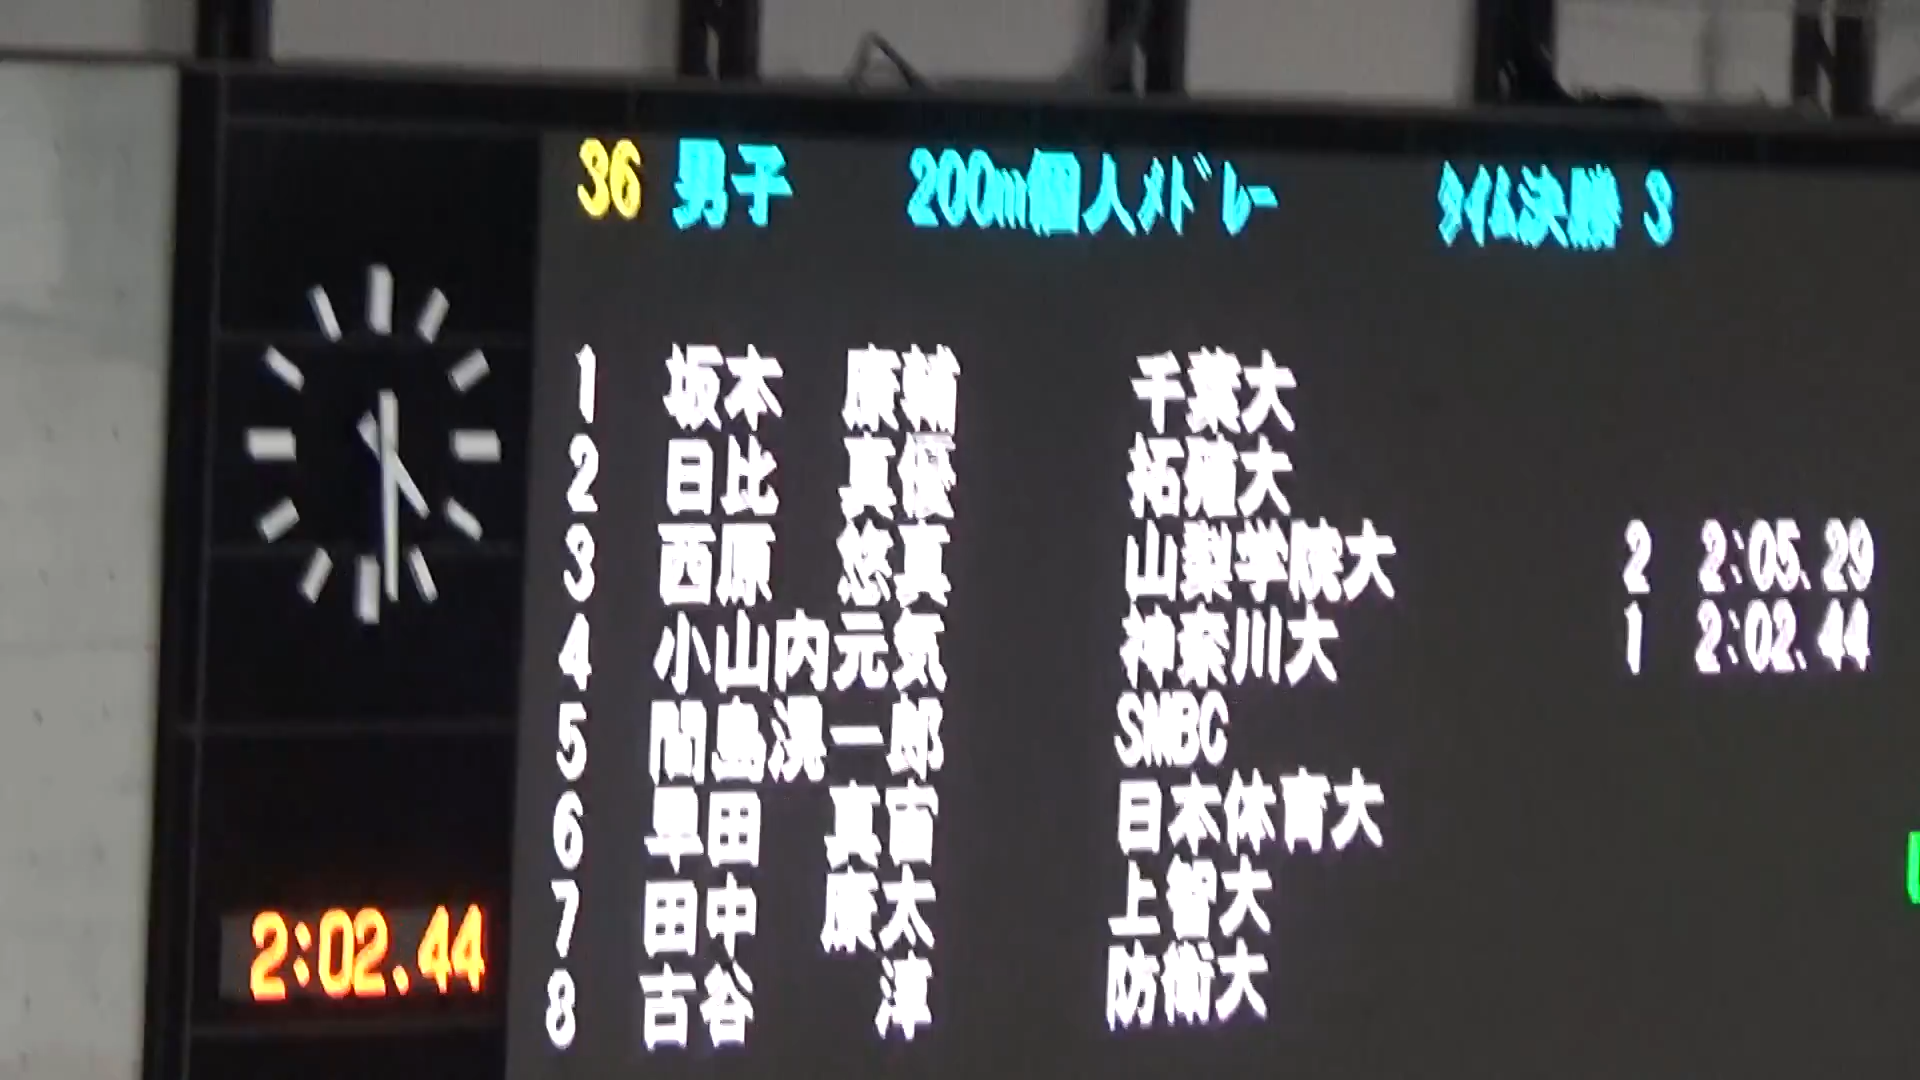 36 男子 200m個人ﾒﾄﾞﾚｰ ﾀｲﾑ決勝 3
1 坂本 康輔 千葉大
2 日比 真優 拓殖大
3 西原 悠真 山梨学院大 2 2:05.29
4 小山内元気 神奈川大 1 2:02.44
5 間島滉一郎 SMBC
6 早田 真宙 日本体育大
7 田中 康太 上智大
8 古谷 淳 防衛大
2:02.44